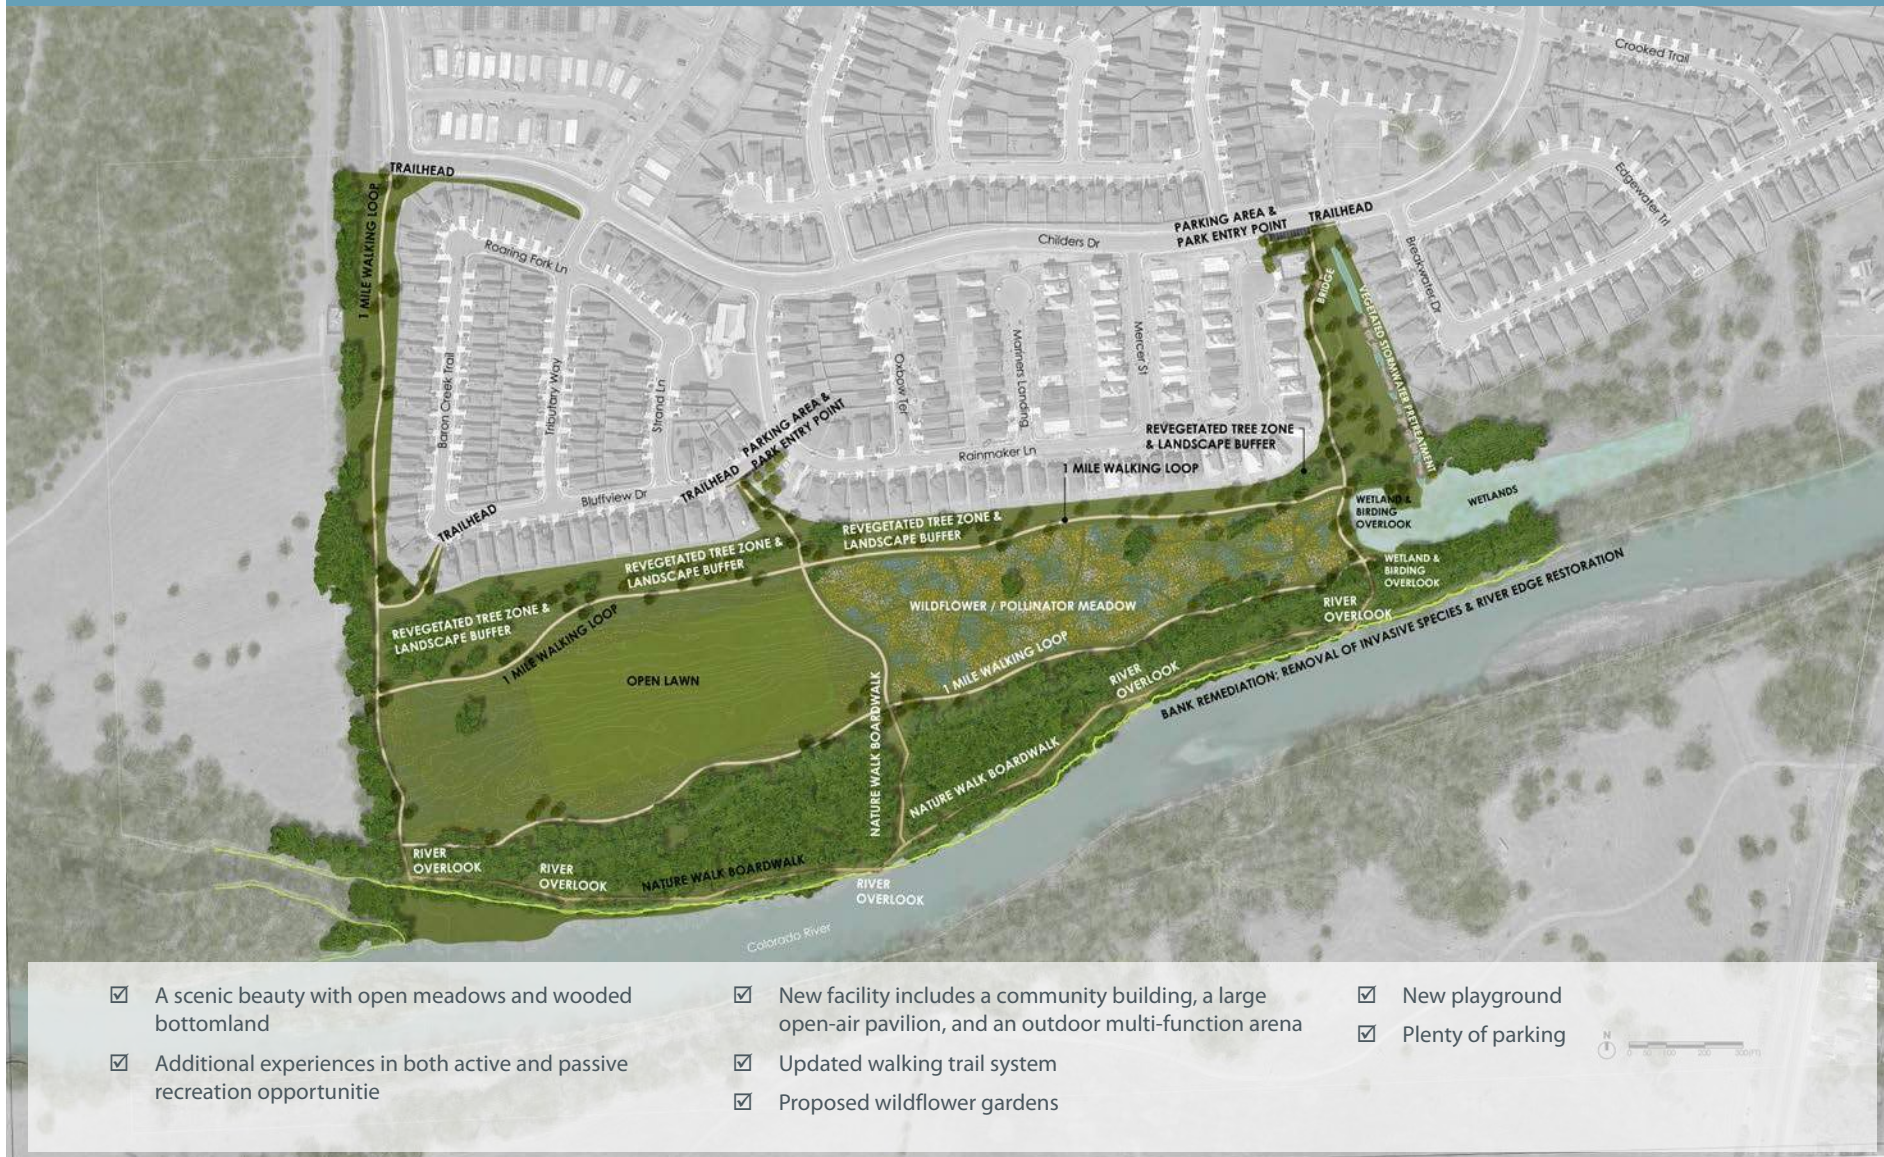 Crooked Trail
Edgewater Trl
TRAILHEAD
1 MILE WALKING LOOP
Roaring Fork Ln
Childers Dr
PARKING AREA &
PARK ENTRY POINT
TRAILHEAD
Breakwater Dr
BRIDGE
VEGETATED STORMWATER PRETREATMENT
Baron Creek Trail
Tributary Way
Strand Ln
Oxbow Ter
Mariners Landing
Mercer St
PARKING AREA &
PARK ENTRY POINT
TRAILHEAD
Bluffview Dr
TRAILHEAD
Rainmaker Ln
REVEGETATED TREE ZONE
& LANDSCAPE BUFFER
1 MILE WALKING LOOP
WETLANDS
WETLAND &
BIRDING
OVERLOOK
WETLAND &
BIRDING
OVERLOOK
REVEGETATED TREE ZONE &
LANDSCAPE BUFFER
REVEGETATED TREE ZONE &
LANDSCAPE BUFFER
REVEGETATED TREE ZONE &
LANDSCAPE BUFFER
1 MILE WALKING LOOP
WILDFLOWER / POLLINATOR MEADOW
RIVER
OVERLOOK
1 MILE WALKING LOOP
OPEN LAWN
RIVER
OVERLOOK
BANK REMEDIATION; REMOVAL OF INVASIVE SPECIES & RIVER EDGE RESTORATION
NATURE WALK BOARDWALK
NATURE WALK BOARDWALK
RIVER
OVERLOOK
RIVER
OVERLOOK
NATURE WALK BOARDWALK
RIVER
OVERLOOK
Colorado River
☑ A scenic beauty with open meadows and wooded
bottomland
☑ Additional experiences in both active and passive
recreation opportunitie
☑ New facility includes a community building, a large
open-air pavilion, and an outdoor multi-function arena
☑ Updated walking trail system
☑ Proposed wildflower gardens
☑ New playground
☑ Plenty of parking
N
0 50 100 200 300(FT)